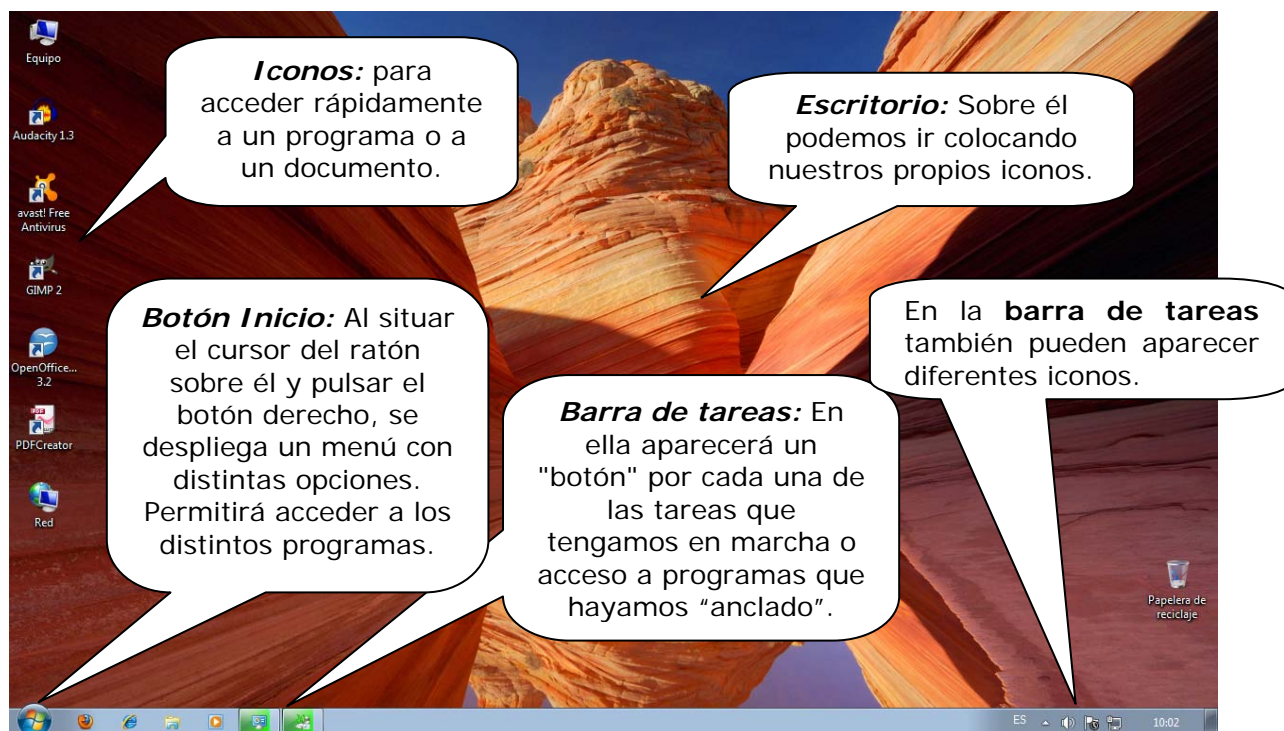 Equipo
Audacity 1.3
avast! Free
Antivirus
GIMP 2
OpenOffice...
3.2
PDFCreator
Red
Iconos: para
acceder rápidamente
a un programa o a
un documento.
Escritorio: Sobre él
podemos ir colocando
nuestros propios iconos.
Botón Inicio: Al situar
el cursor del ratón
sobre él y pulsar el
botón derecho, se
despliega un menú con
distintas opciones.
Permitirá acceder a los
distintos programas.
Barra de tareas: En
ella aparecerá un
"botón" por cada una de
las tareas que
tengamos en marcha o
acceso a programas que
hayamos “anclado”.
En la barra de tareas
también pueden aparecer
diferentes iconos.
Papelera de
reciclaje
ES
10:02